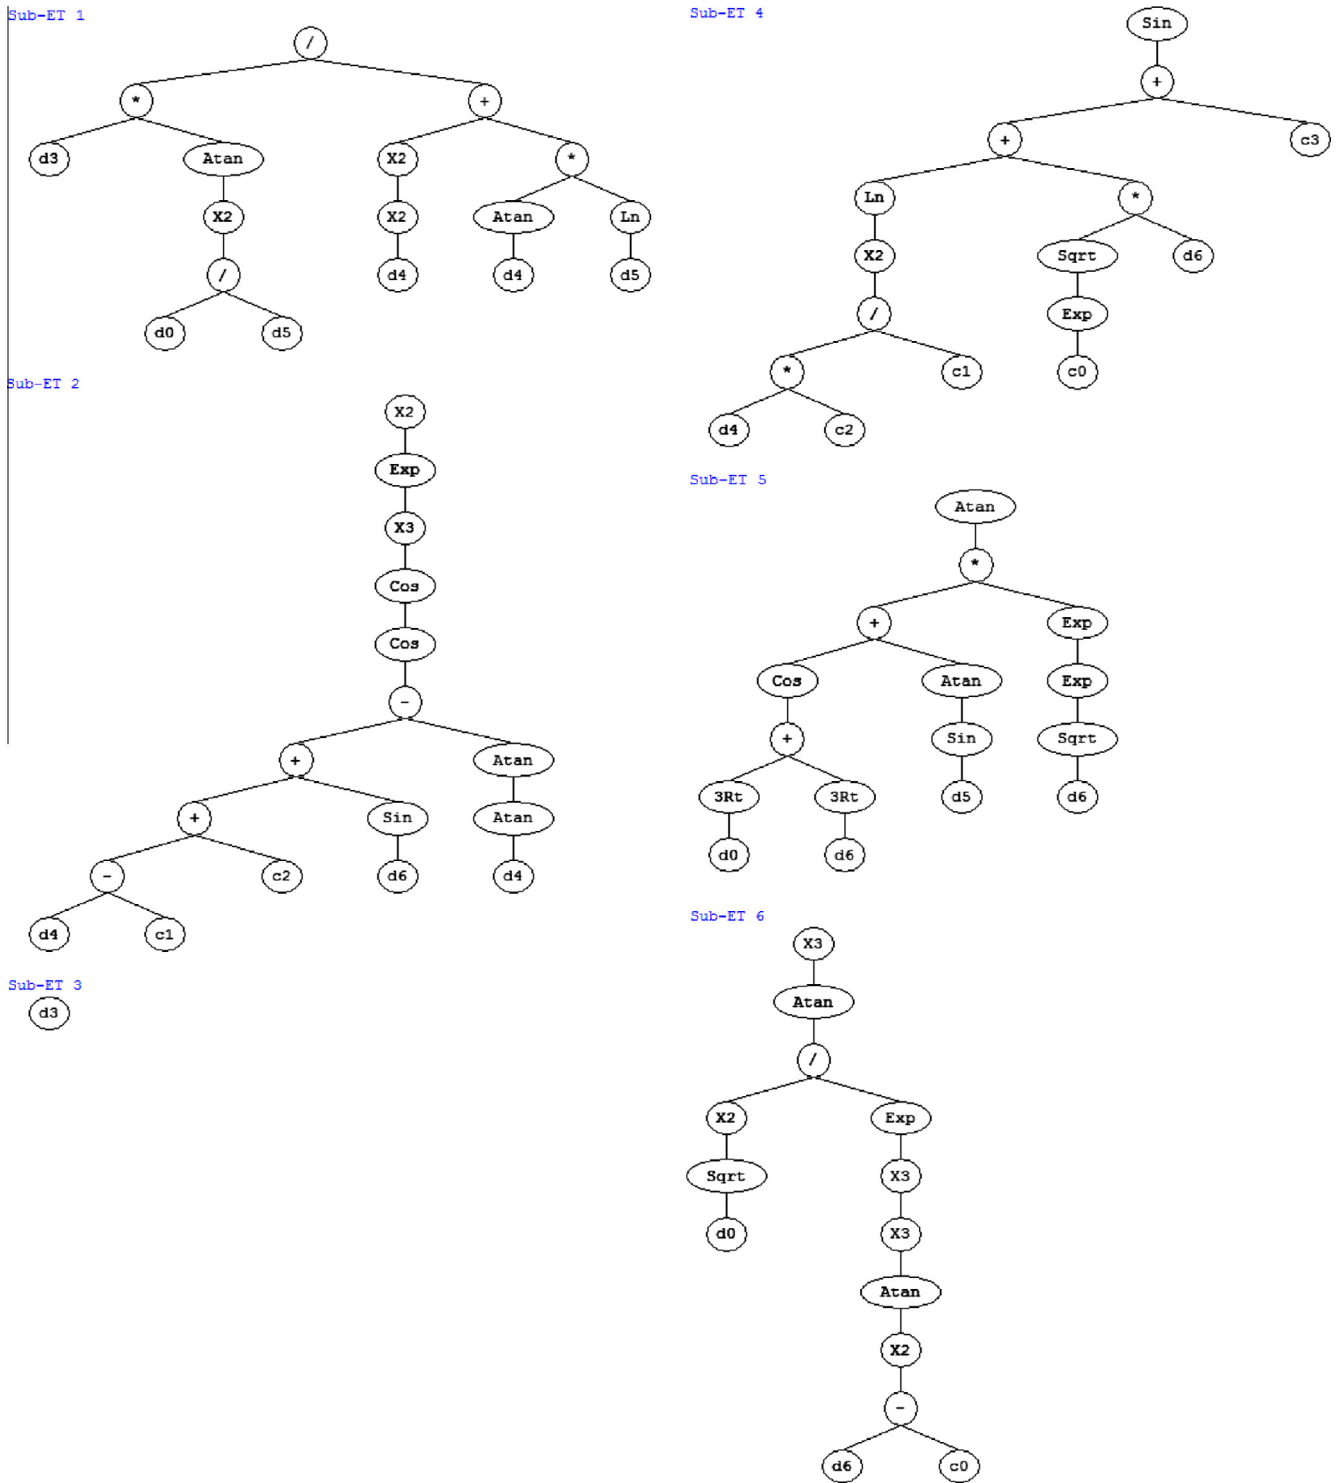 Sub-ET 1
/
* +
d3 Atan X2 *
X2 X2 Atan Ln
/ d4 d4 d5
d0 d5
Sub-ET 2
X2
Exp
X3
Cos
Cos
-
+ Atan
+ Sin Atan
- c2 d6 d4
d4 c1
Sub-ET 3
d3
Sub-ET 4
Sin
+
+ c3
Ln *
X2 Sqrt d6
/ Exp
* c1 c0
d4 c2
Sub-ET 5
Atan
*
+ Exp
Cos Atan Exp
+ Sin Sqrt
3Rt 3Rt d5 d6
d0 d6
Sub-ET 6
X3
Atan
/
X2 Exp
Sqrt X3
d0 X3
Atan
X2
-
d6 c0